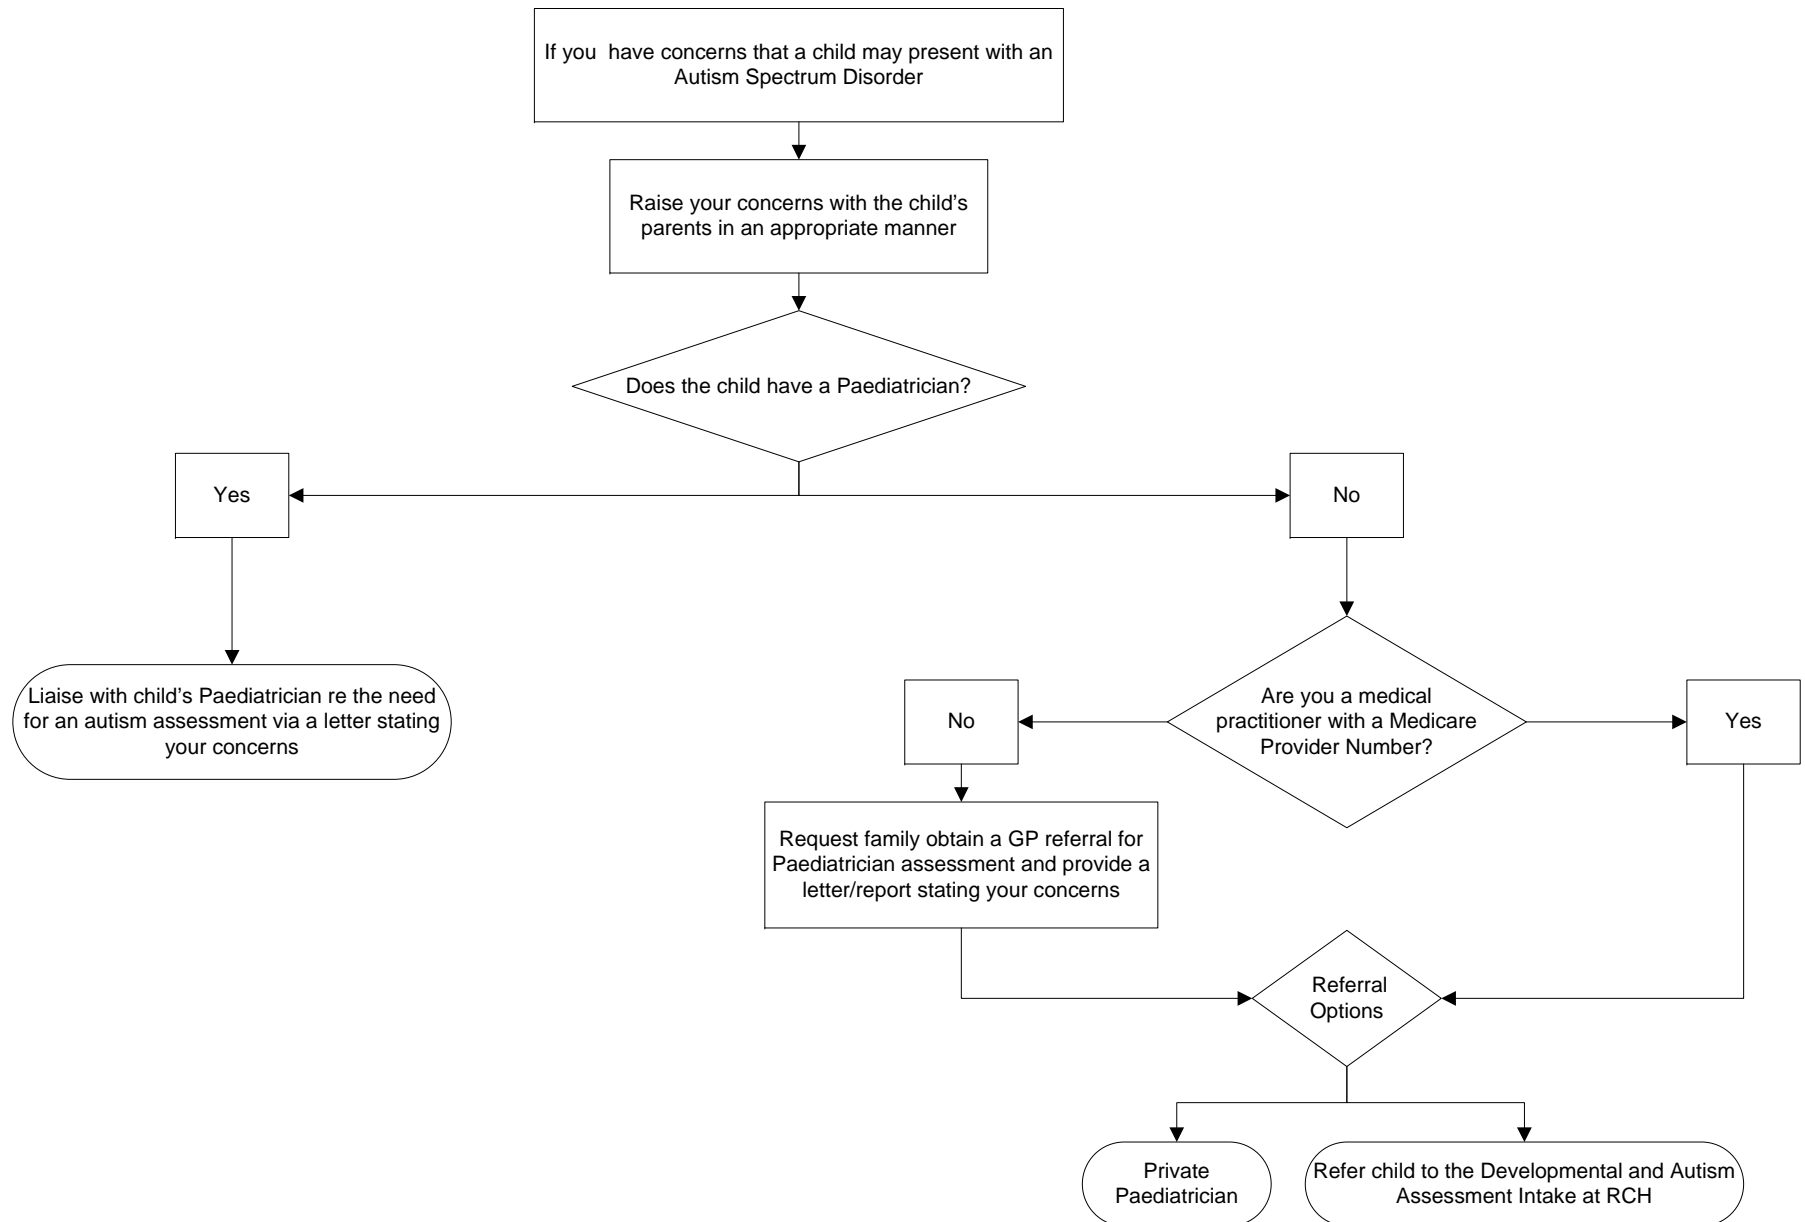 If you  have concerns that a child may present with an
Autism Spectrum Disorder
Raise your concerns with the child’s
parents in an appropriate manner
Does the child have a Paediatrician?
Yes
No
Liaise with child’s Paediatrician re the need
for an autism assessment via a letter stating
your concerns
No
Are you a medical
practitioner with a Medicare
Provider Number?
Yes
Request family obtain a GP referral for
Paediatrician assessment and provide a
letter/report stating your concerns
Referral
Options
Private
Paediatrician
Refer child to the Developmental and Autism
Assessment Intake at RCH